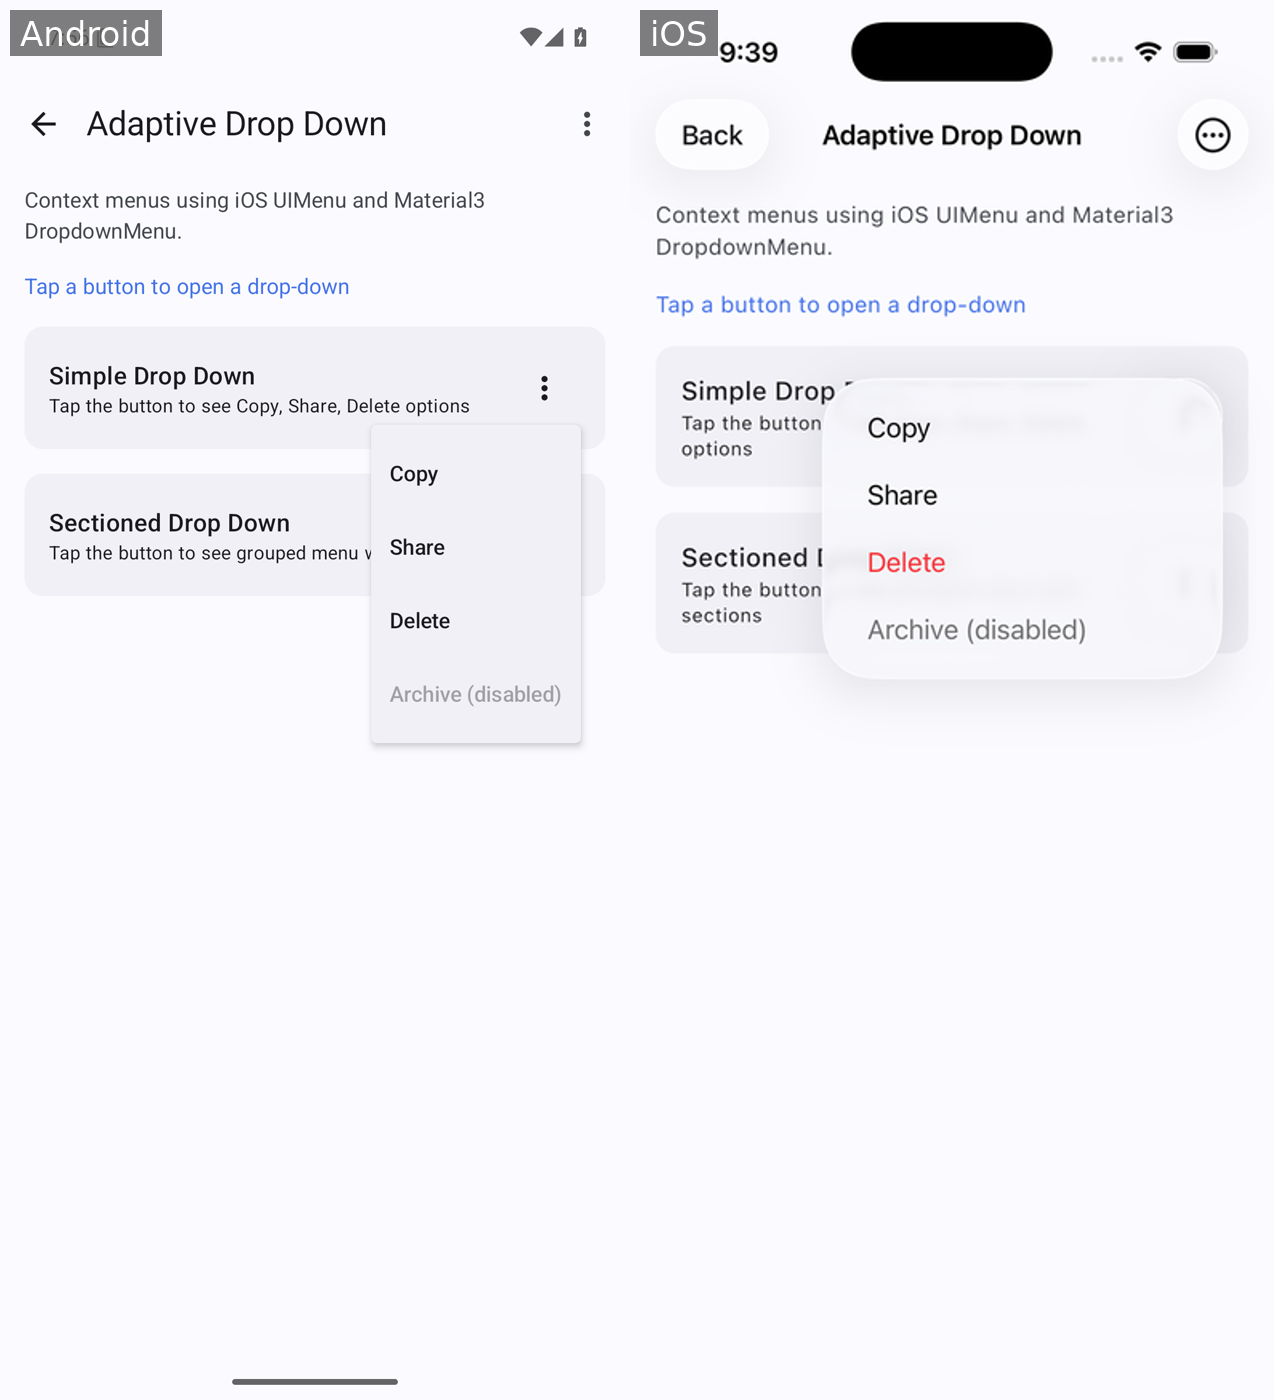 Android
Adaptive Drop Down
Context menus using iOS UIMenu and Material3
DropdownMenu.
Tap a button to open a drop-down
Simple Drop Down
Tap the button to see Copy, Share, Delete options
Sectioned Drop Down
Tap the button to see grouped menu
Copy
Share
Delete
Archive (disabled)
iOS
9:39
Back
Adaptive Drop Down
Context menus using iOS UIMenu and Material3
DropdownMenu.
Tap a button to open a drop-down
Simple Drop
Tap the button
options
Sectioned
Tap the button
sections
Copy
Share
Delete
Archive (disabled)